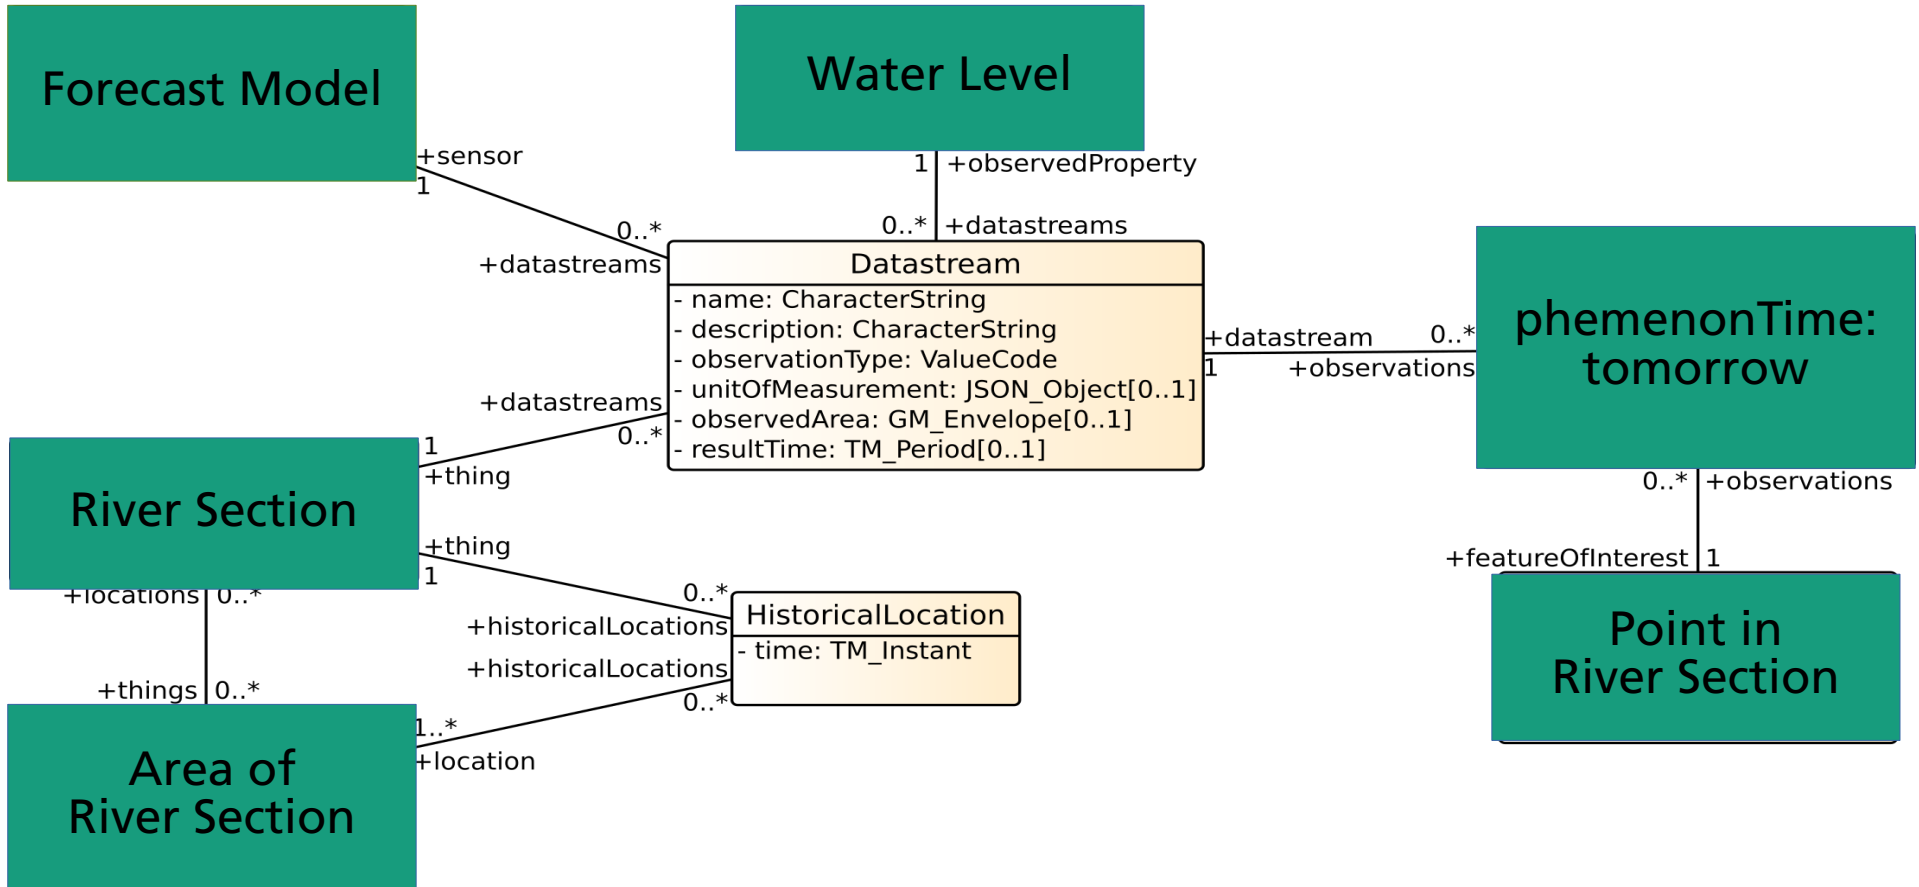 Forecast Model
Water Level
+sensor
1
1
+observedProperty
0..*
+datastreams
0..*
+datastreams
Datastream
- name: CharacterString
- description: CharacterString
- observationType: ValueCode
- unitOfMeasurement: JSON_Object[0..1]
- observedArea: GM_Envelope[0..1]
- resultTime: TM_Period[0..1]
+datastream
1
0..*
+observations
phemenonTime:
tomorrow
+datastreams
0..*
1
+thing
River Section
+thing
1
0..*
+historicalLocations
+locations
0..*
HistoricalLocation
- time: TM_Instant
+historicalLocations
0..*
+things
0..*
1..*
+location
Area of
River Section
0..*
+observations
+featureOfInterest
1
Point in
River Section